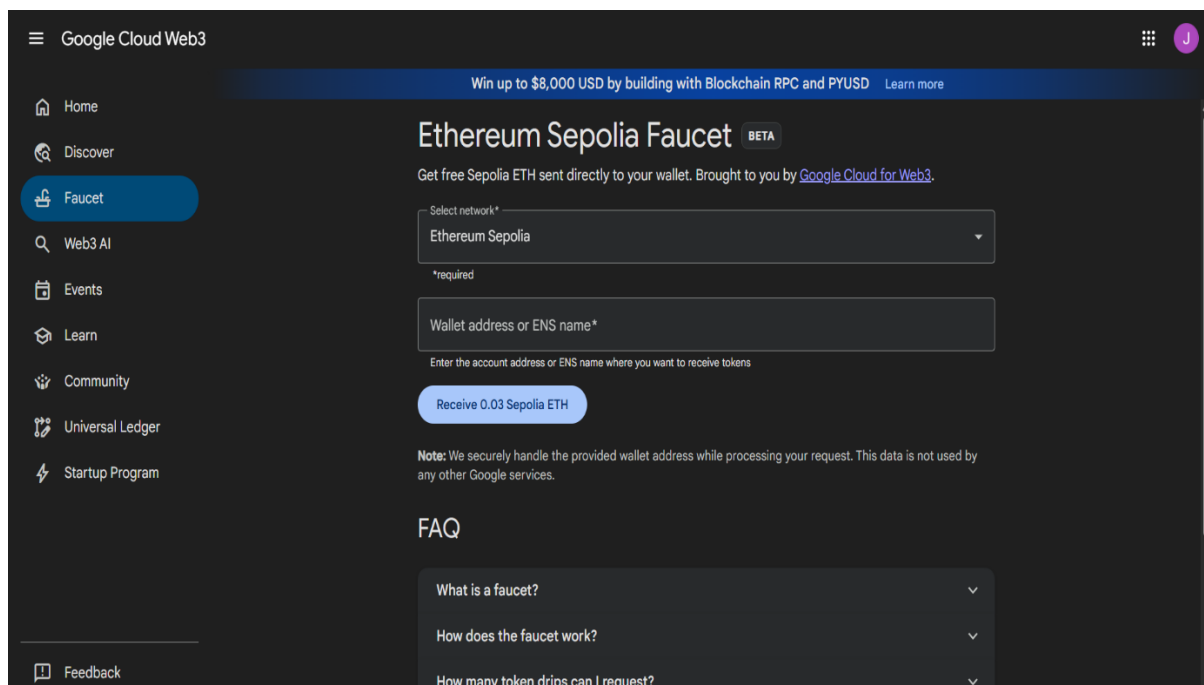 Google Cloud Web3
J
Win up to $8,000 USD by building with Blockchain RPC and PYUSD Learn more
Home
Discover
Faucet
Web3 AI
Events
Learn
Community
Universal Ledger
Startup Program
Feedback
Ethereum Sepolia Faucet BETA
Get free Sepolia ETH sent directly to your wallet. Brought to you by Google Cloud for Web3.
Select network*
Ethereum Sepolia
*required
Wallet address or ENS name*
Enter the account address or ENS name where you want to receive tokens
Receive 0.03 Sepolia ETH
Note: We securely handle the provided wallet address while processing your request. This data is not used by
any other Google services.
FAQ
What is a faucet?
How does the faucet work?
How many token drips can I request?